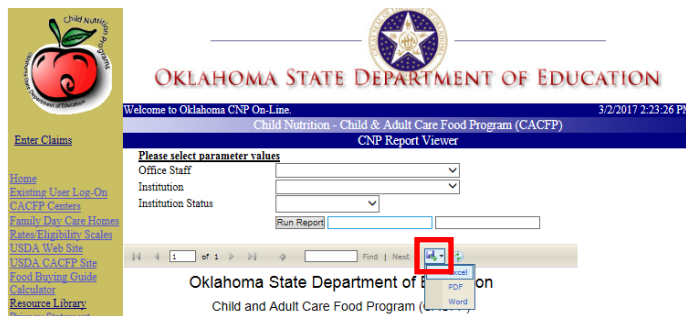 Child Nutrition Programs
Oklahoma
Department of Education
OKLAHOMA STATE DEPARTMENT OF EDUCATION
Welcome to Oklahoma CNP On-Line. 3/2/2017 2:23:26 PM
Child Nutrition - Child & Adult Care Food Program (CACFP)
CNP Report Viewer
Enter Claims
Please select parameter values
Office Staff
Institution
Institution Status
Run Report
Home
Existing User Log-On
CACFP Centers
Family Day Care Homes
Rates/Eligibility Scales
USDA Web Site
USDA CACFP Site
Food Buying Guide
Calculator
Resource Library
Privacy Statement
1 of 1 Find | Next
Excel
PDF
Word
Oklahoma State Department of E on
Child and Adult Care Food Program (CACFP)